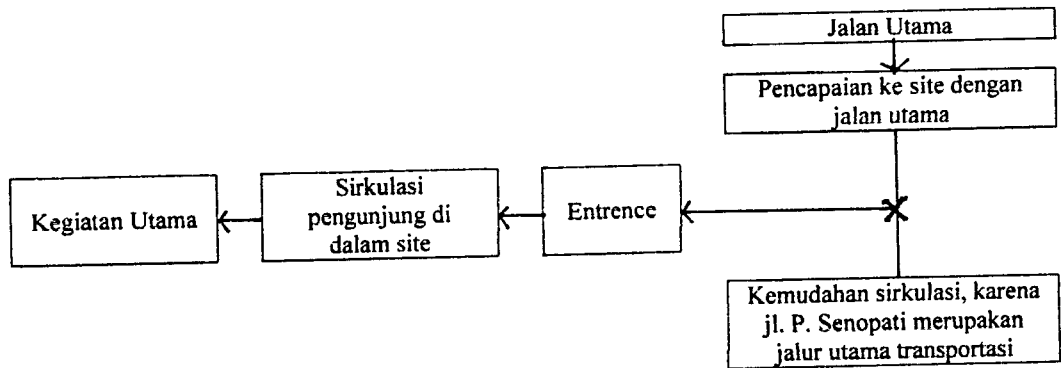 Jalan Utama
Pencapaian ke site dengan
jalan utama
Kegiatan Utama
Sirkulasi
pengunjung di
dalam site
Entrence
Kemudahan sirkulasi, karena
jl. P. Senopati merupakan
jalur utama transportasi